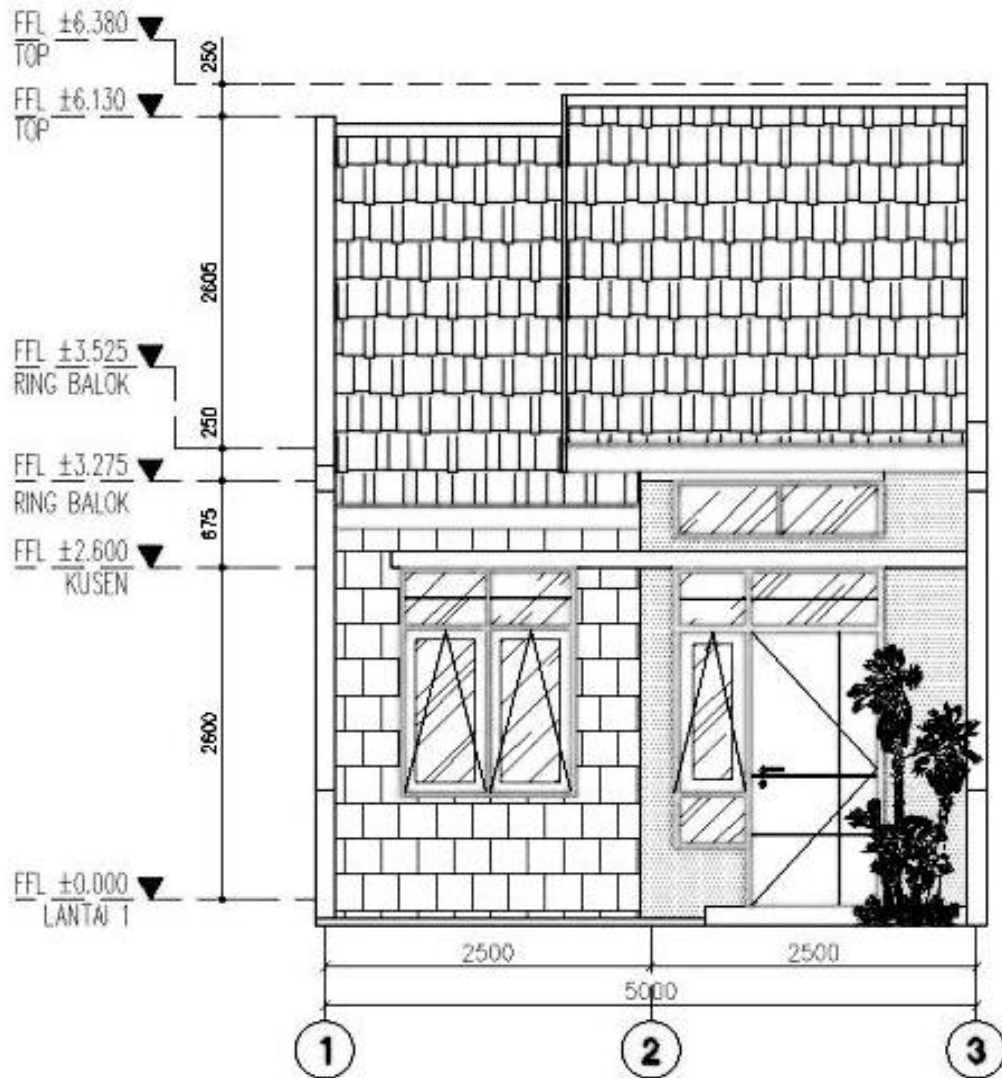 FFL ±6.380
TOP
250
FFL ±6.130
TOP
2605
FFL ±3.525
RING BALOK
250
FFL ±3.275
RING BALOK
675
FFL ±2.600
KUSEN
2600
FFL ±0.000
LANTAI 1
2500
2500
5000
1
2
3